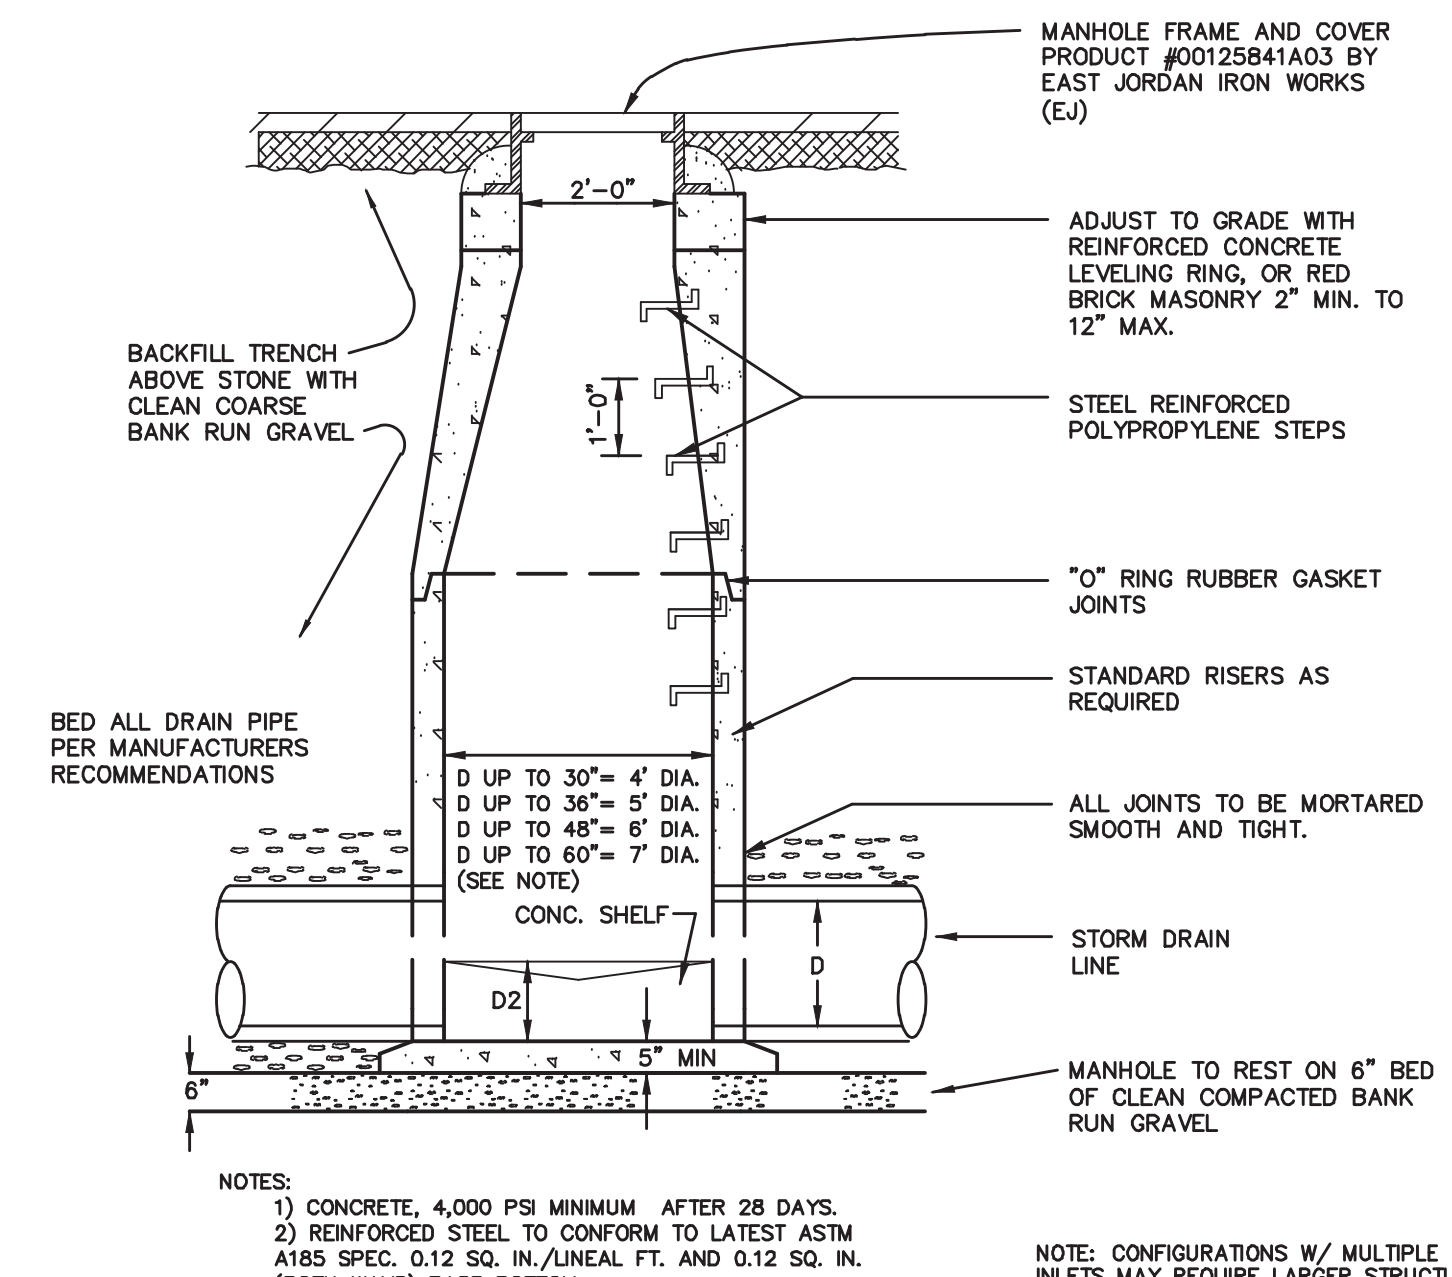 MANHOLE FRAME AND COVER
PRODUCT #00125841A03 BY
EAST JORDAN IRON WORKS
(EJ)
2'-0"
ADJUST TO GRADE WITH
REINFORCED CONCRETE
LEVELING RING, OR RED
BRICK MASONRY 2" MIN. TO
12" MAX.
BACKFILL TRENCH
ABOVE STONE WITH
CLEAN COARSE
BANK RUN GRAVEL
1'-0"
STEEL REINFORCED
POLYPROPYLENE STEPS
"O" RING RUBBER GASKET
JOINTS
STANDARD RISERS AS
REQUIRED
BED ALL DRAIN PIPE
PER MANUFACTURERS
RECOMMENDATIONS
D UP TO 30"= 4' DIA.
D UP TO 36"= 5' DIA.
D UP TO 48"= 6' DIA.
D UP TO 60"= 7' DIA.
(SEE NOTE)
ALL JOINTS TO BE MORTARED
SMOOTH AND TIGHT.
CONC. SHELF
STORM DRAIN
LINE
D
D2
5" MIN
6"
MANHOLE TO REST ON 6" BED
OF CLEAN COMPACTED BANK
RUN GRAVEL
NOTES:
1) CONCRETE, 4,000 PSI MINIMUM AFTER 28 DAYS.
2) REINFORCED STEEL TO CONFORM TO LATEST ASTM
A185 SPEC. 0.12 SQ. IN./LINEAL FT. AND 0.12 SQ. IN.
NOTE: CONFIGURATIONS W/ MULTIPLE
INLETS MAY REQUIRE LARGER